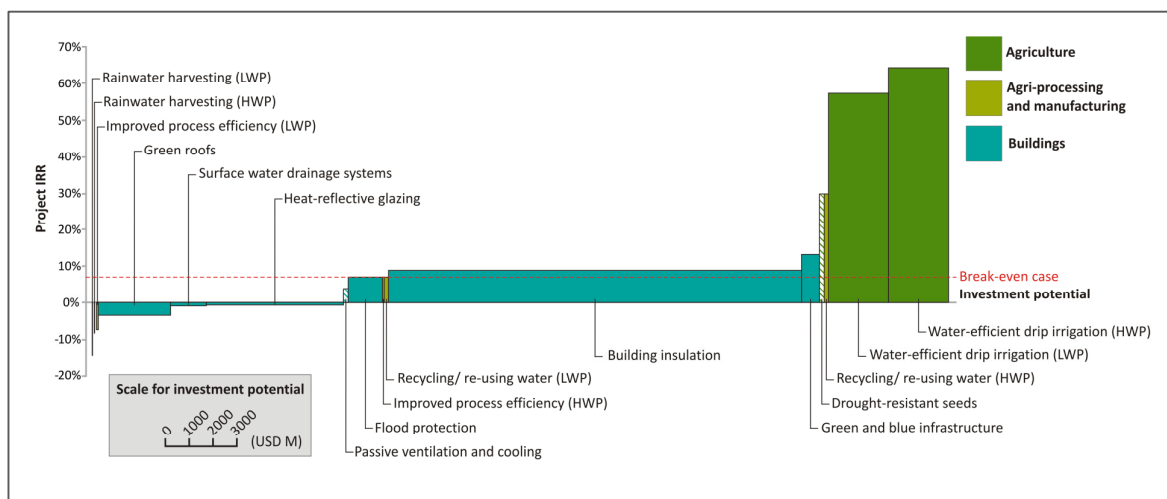 70%
60%
50%
40%
30%
20%
10%
0%
-10%
-20%
Project IRR
Rainwater harvesting (LWP)
Rainwater harvesting (HWP)
Improved process efficiency (LWP)
Green roofs
Surface water drainage systems
Heat-reflective glazing
Agriculture
Agri-processing
and manufacturing
Buildings
Break-even case
Investment potential
Water-efficient drip irrigation (HWP)
Water-efficient drip irrigation (LWP)
Recycling/ re-using water (HWP)
Drought-resistant seeds
Green and blue infrastructure
Building insulation
Recycling/ re-using water (LWP)
Improved process efficiency (HWP)
Flood protection
Passive ventilation and cooling
Scale for investment potential
0 1000 2000 3000
(USD M)